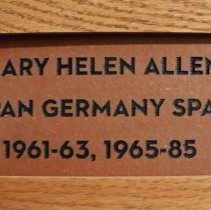 ARY HELEN ALLEN
PAN GERMANY SPA
1961-63, 1965-85